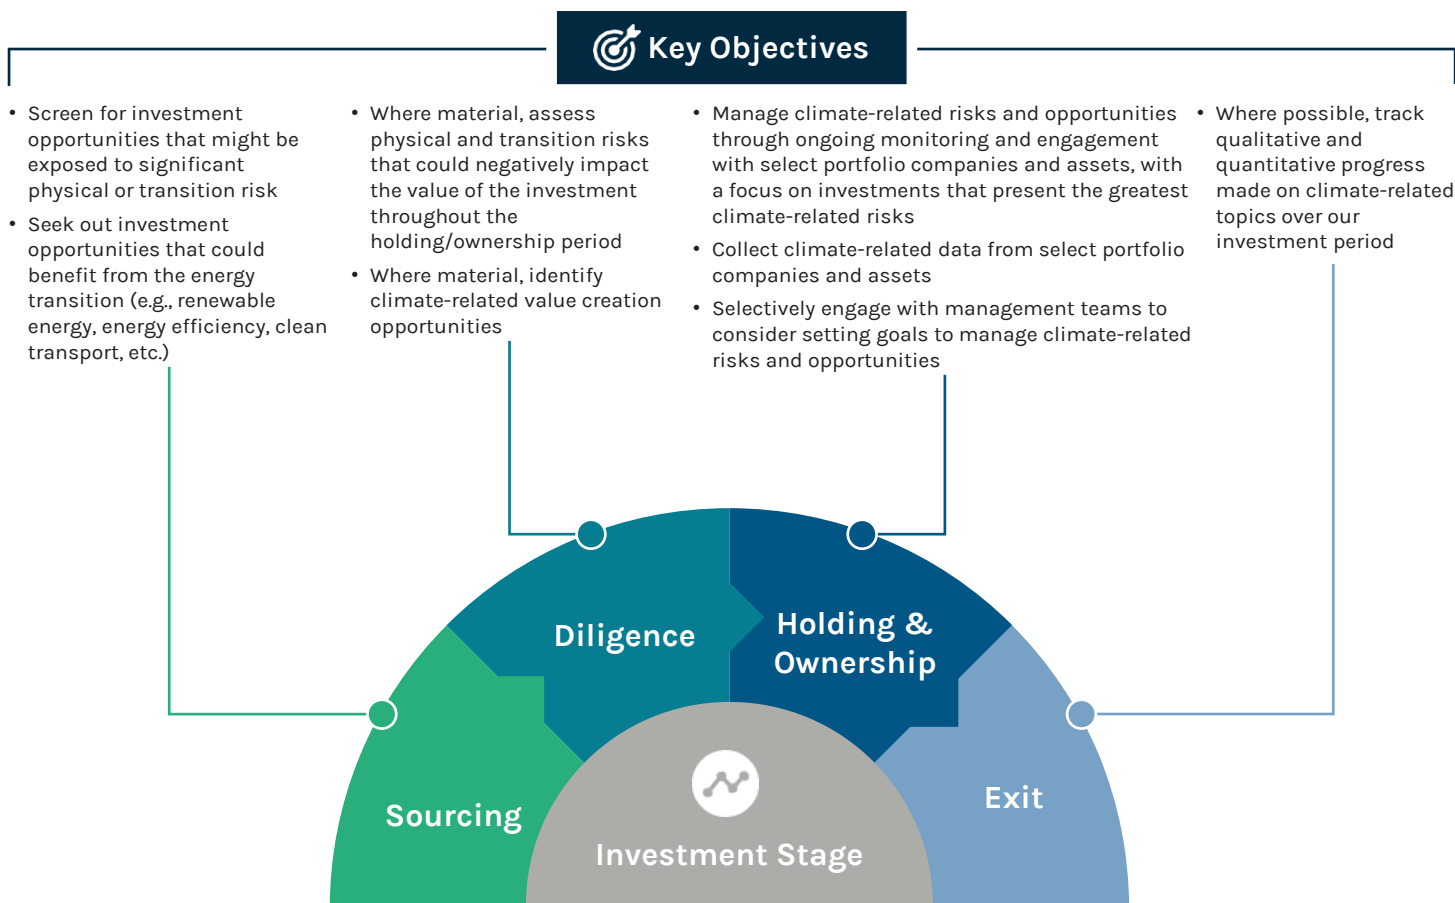 Key Objectives
• Screen for investment
opportunities that might be
exposed to significant
physical or transition risk
• Seek out investment
opportunities that could
benefit from the energy
transition (e.g., renewable
energy, energy efficiency, clean
transport, etc.)
• Where material, assess
physical and transition risks
that could negatively impact
the value of the investment
throughout the
holding/ownership period
• Where material, identify
climate-related value creation
opportunities
• Manage climate-related risks and opportunities
through ongoing monitoring and engagement
with select portfolio companies and assets, with
a focus on investments that present the greatest
climate-related risks
• Collect climate-related data from select portfolio
companies and assets
• Selectively engage with management teams to
consider setting goals to manage climate-related
risks and opportunities
• Where possible, track
qualitative and
quantitative progress
made on climate-related
topics over our
investment period
Sourcing
Diligence
Holding &
Ownership
Exit
Investment Stage